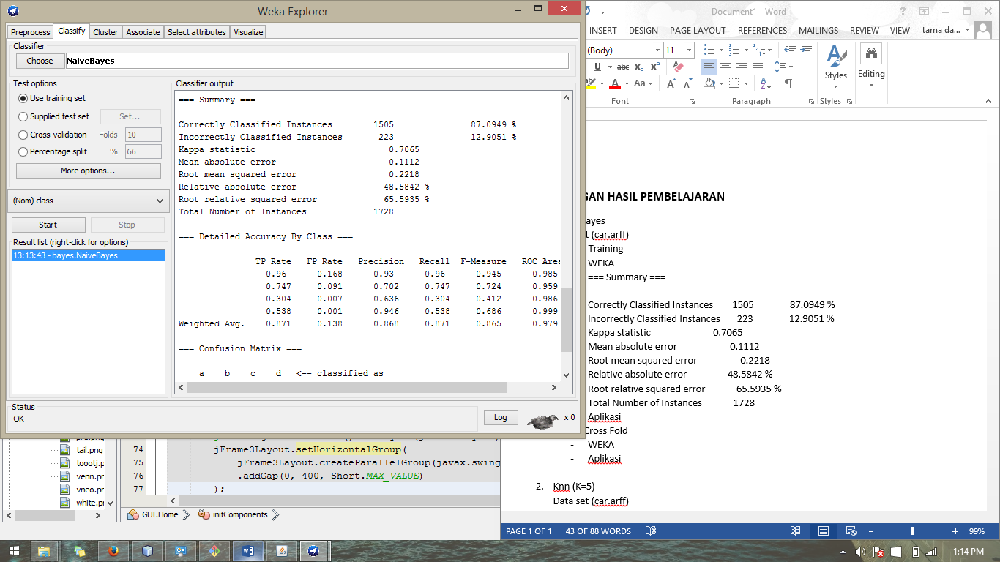 Weka Explorer
Preprocess Classify Cluster Associate Select attributes Visualize
Classifier
Choose NaiveBayes
Test options
Use training set
Supplied test set Set...
Cross-validation Folds 10
Percentage split % 66
More options...
(Nom) class
Start Stop
Result list (right-click for options)
13:13:43 - bayes.NaiveBayes
Classifier output
=== Summary ===
Correctly Classified Instances 1505 87.0949 %
Incorrectly Classified Instances 223 12.9051 %
Kappa statistic 0.7065
Mean absolute error 0.1112
Root mean squared error 0.2218
Relative absolute error 48.5842 %
Root relative squared error 65.5935 %
Total Number of Instances 1728
=== Detailed Accuracy By Class ===
TP Rate FP Rate Precision Recall F-Measure ROC Area
0.96 0.168 0.93 0.96 0.945 0.985
0.747 0.091 0.702 0.747 0.724 0.959
0.304 0.007 0.636 0.304 0.412 0.986
0.538 0.001 0.946 0.538 0.686 0.999
Weighted Avg. 0.871 0.138 0.868 0.871 0.865 0.979
=== Confusion Matrix ===
a b c d <-- classified as
Status
OK
Log x 0
Document1 - Word
INSERT DESIGN PAGE LAYOUT REFERENCES MAILINGS REVIEW VIEW tama da...
(Body) 11
Styles Editing
Font Paragraph Styles
GAN HASIL PEMBELAJARAN
ayes
t (car.arff)
Training
WEKA
=== Summary ===
Correctly Classified Instances 1505 87.0949 %
Incorrectly Classified Instances 223 12.9051 %
Kappa statistic 0.7065
Mean absolute error 0.1112
Root mean squared error 0.2218
Relative absolute error 48.5842 %
Root relative squared error 65.5935 %
Total Number of Instances 1728
Aplikasi
Cross Fold
- WEKA
- Aplikasi
2. Knn (K=5)
Data set (car.arff)
PAGE 1 OF 1 43 OF 88 WORDS 99%
tail.png
toootj.p
venn.pn
vneo.pr
white.pn
74 jFrame3Layout.setHorizontalGroup(
75 jFrame3Layout.createParallelGroup(javax.swing
76 .addGap(0, 400, Short.MAX_VALUE)
77 );
GUI.Home initComponents
1:14 PM